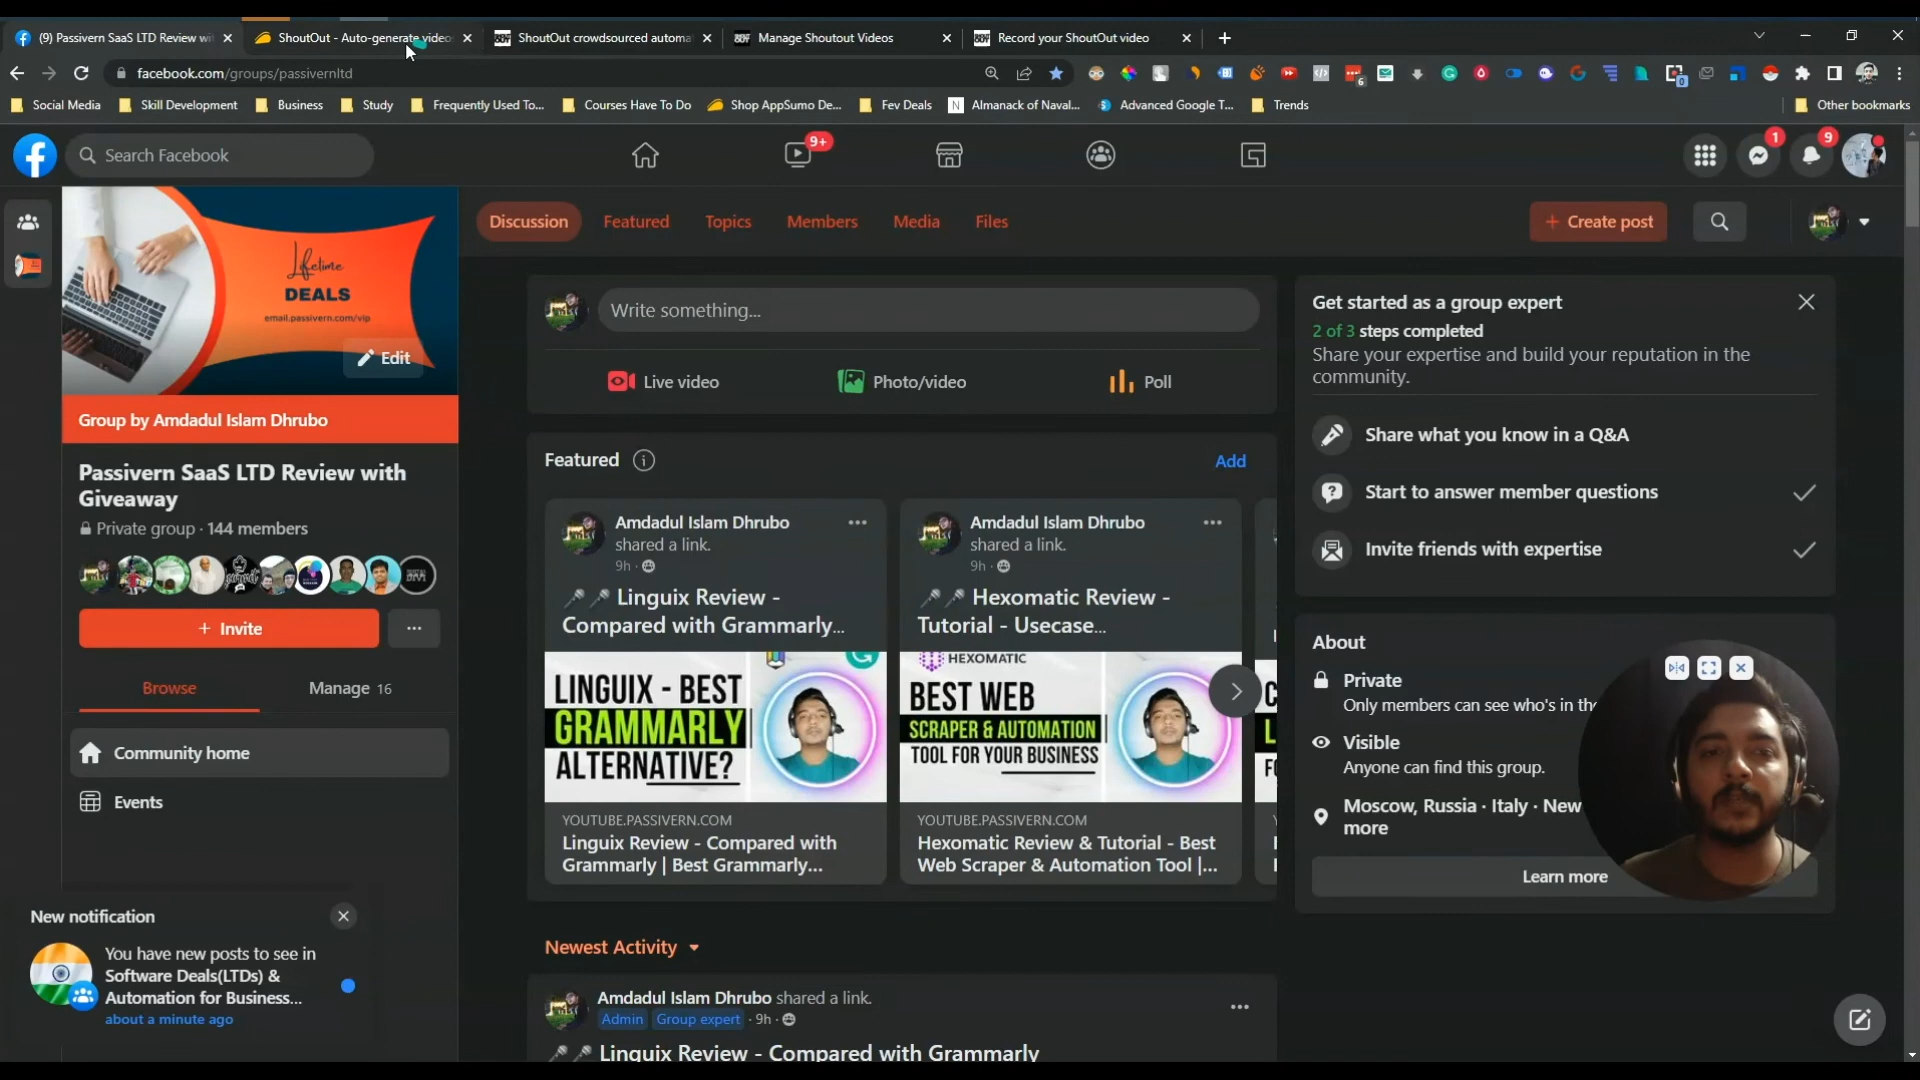 (9) Passivern SaaS LTD Review wi
ShoutOut - Auto-generate video
ShoutOut crowdsourced automa
Manage Shoutout Videos
Record your ShoutOut video
facebook.com/groups/passivernltd
Social Media
Skill Development
Business
Study
Frequently Used To...
Courses Have To Do
Shop AppSumo De...
Fev Deals
Almanack of Naval...
Advanced Google T...
Trends
Other bookmarks
Search Facebook
9+
1
9
Lifetime
DEALS
email.passivern.com/vip
Edit
Group by Amdadul Islam Dhrubo
Passivern SaaS LTD Review with
Giveaway
Private group · 144 members
+ Invite
Browse
Manage 16
Community home
Events
New notification
You have new posts to see in
Software Deals(LTDs) &
Automation for Business...
about a minute ago
Discussion
Featured
Topics
Members
Media
Files
+ Create post
Write something...
Live video
Photo/video
Poll
Featured
Add
Amdadul Islam Dhrubo
shared a link.
9h
Linguix Review -
Compared with Grammarly...
LINGUIX - BEST
GRAMMARLY
ALTERNATIVE?
YOUTUBE.PASSIVERN.COM
Linguix Review - Compared with
Grammarly | Best Grammarly...
Amdadul Islam Dhrubo
shared a link.
9h
Hexomatic Review -
Tutorial - Usecase...
HEXOMATIC
BEST WEB
SCRAPER & AUTOMATION
TOOL FOR YOUR BUSINESS
YOUTUBE.PASSIVERN.COM
Hexomatic Review & Tutorial - Best
Web Scraper & Automation Tool |...
Newest Activity
Amdadul Islam Dhrubo shared a link.
Admin Group expert · 9h
Linguix Review - Compared with Grammarly
Get started as a group expert
2 of 3 steps completed
Share your expertise and build your reputation in the
community.
Share what you know in a Q&A
Start to answer member questions
Invite friends with expertise
About
Private
Only members can see who's in the
Visible
Anyone can find this group.
Moscow, Russia · Italy · New
more
Learn more